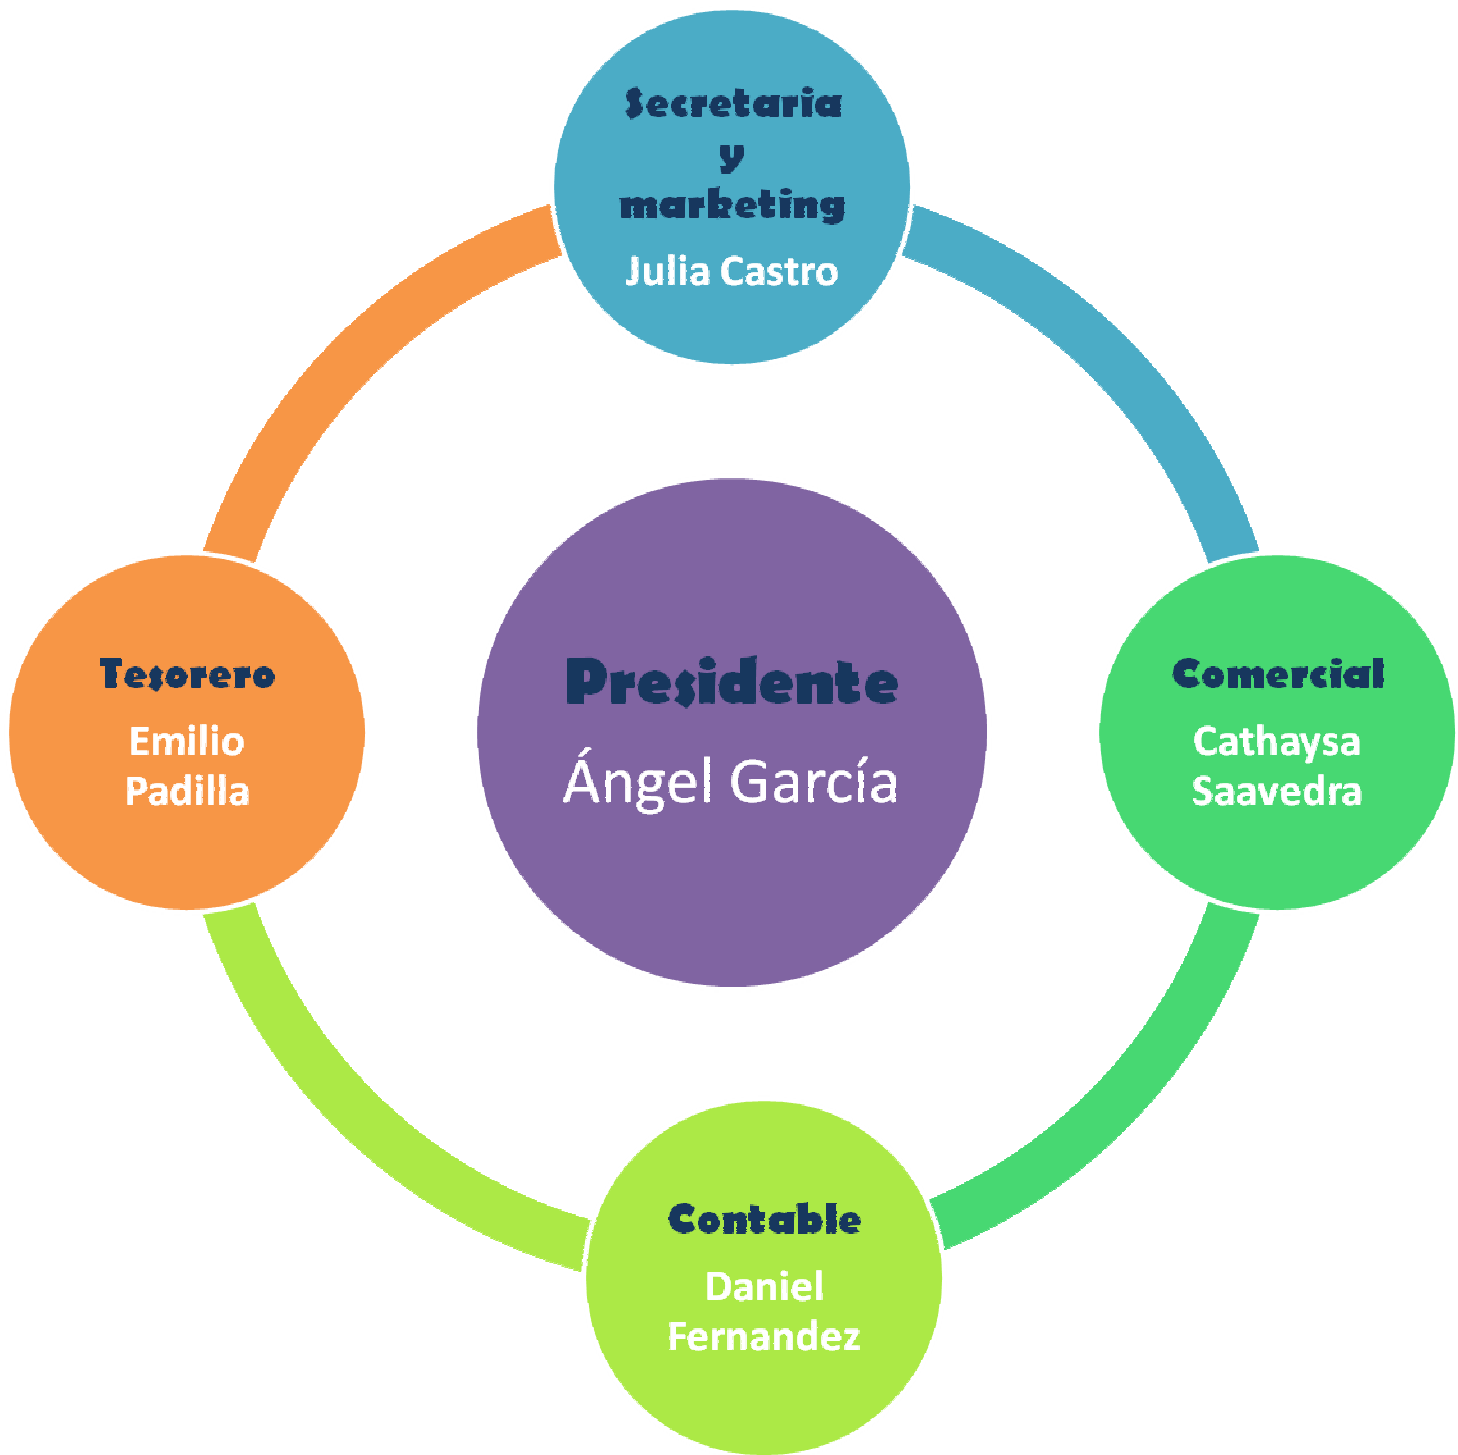 Secretaria
y
marketing
Julia Castro
Tesorero
Emilio
Padilla
Presidente
Ángel García
Comercial
Cathaysa
Saavedra
Contable
Daniel
Fernandez